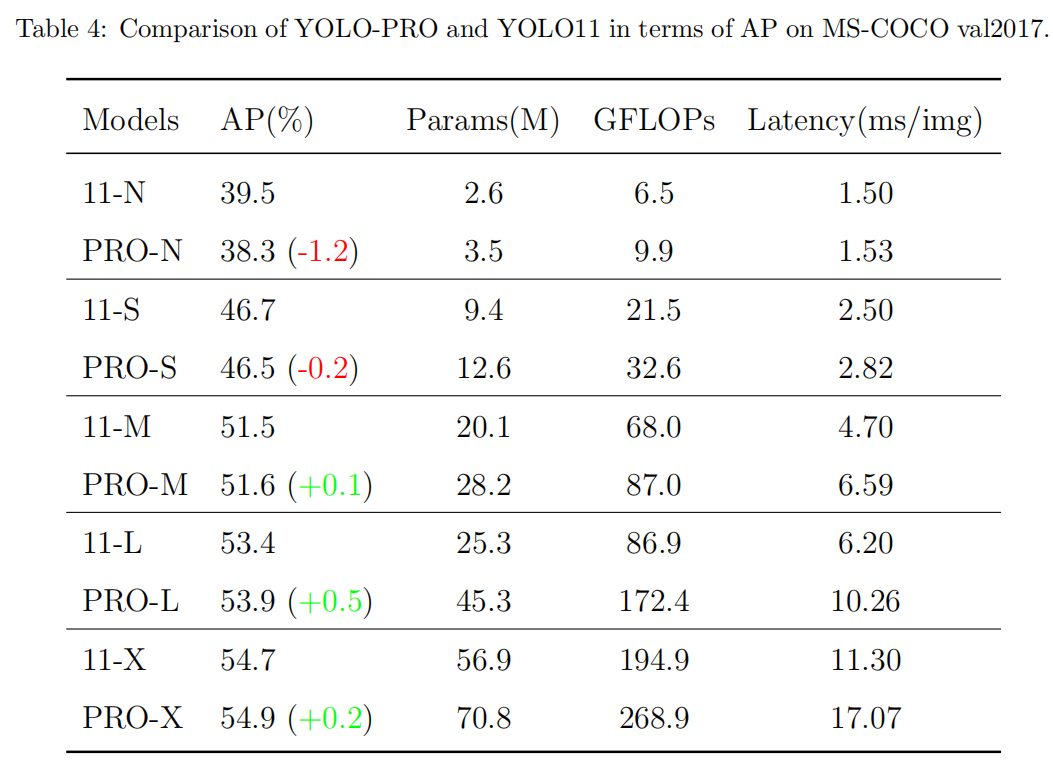 Table 4: Comparison of YOLO-PRO and YOLO11 in terms of AP on MS-COCO val2017.
Models AP(%) Params(M) GFLOPs Latency(ms/img)
11-N 39.5 2.6 6.5 1.50
PRO-N 38.3 (-1.2) 3.5 9.9 1.53
11-S 46.7 9.4 21.5 2.50
PRO-S 46.5 (-0.2) 12.6 32.6 2.82
11-M 51.5 20.1 68.0 4.70
PRO-M 51.6 (+0.1) 28.2 87.0 6.59
11-L 53.4 25.3 86.9 6.20
PRO-L 53.9 (+0.5) 45.3 172.4 10.26
11-X 54.7 56.9 194.9 11.30
PRO-X 54.9 (+0.2) 70.8 268.9 17.07